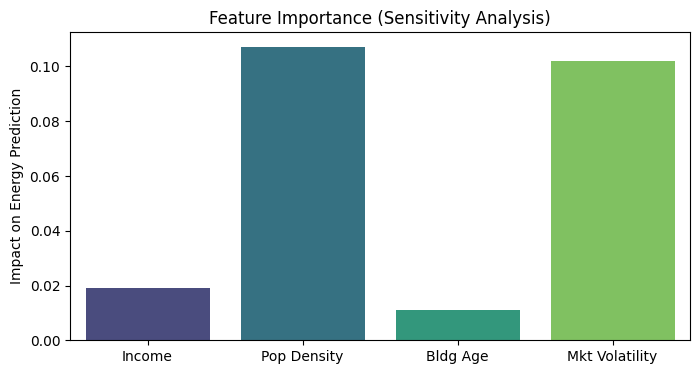 Feature Importance (Sensitivity Analysis)
Impact on Energy Prediction
0.10
0.08
0.06
0.04
0.02
0.00
Income
Pop Density
Bldg Age
Mkt Volatility